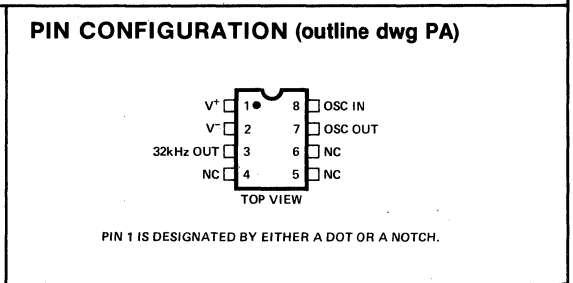 PIN CONFIGURATION (outline dwg PA)
V+ 1 8 OSC IN
V- 2 7 OSC OUT
32kHz OUT 3 6 NC
NC 4 5 NC
TOP VIEW
PIN 1 IS DESIGNATED BY EITHER A DOT OR A NOTCH.